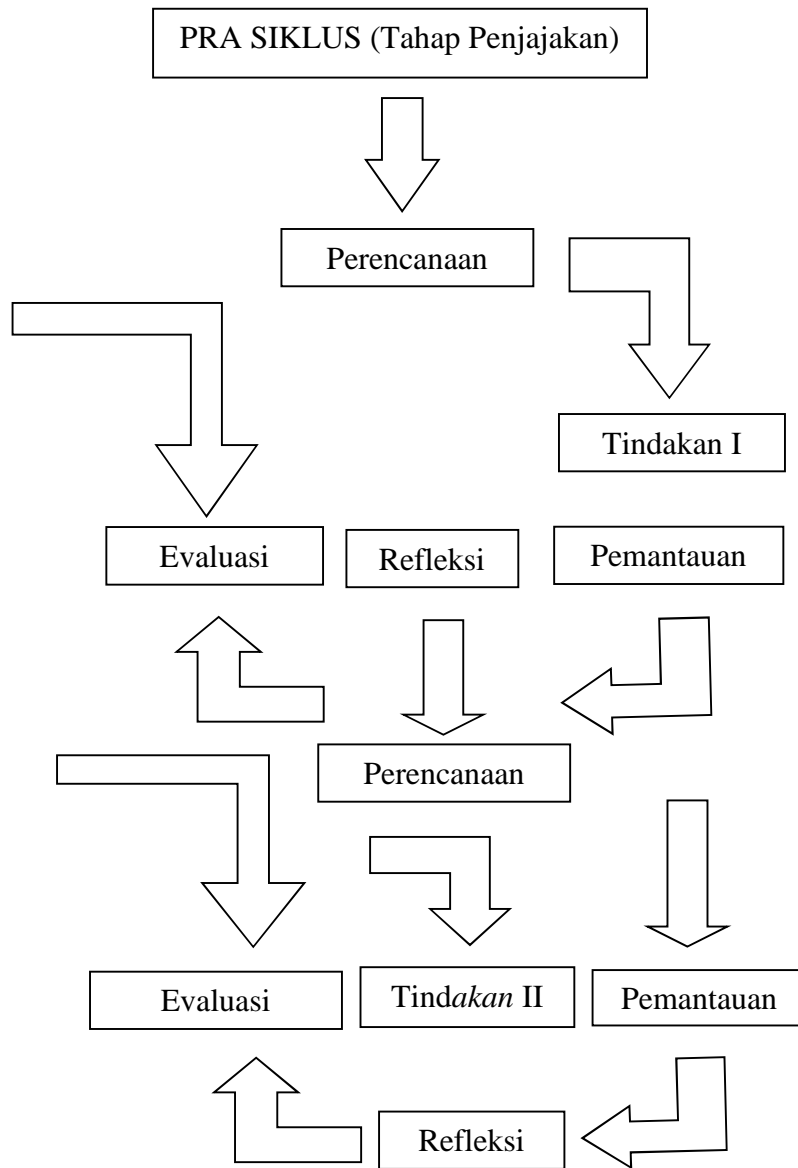 PRA SIKLUS (Tahap Penjajakan)
Perencanaan
Tindakan I
Evaluasi
Refleksi
Pemantauan
Perencanaan
Evaluasi
Tindakan II
Pemantauan
Refleksi